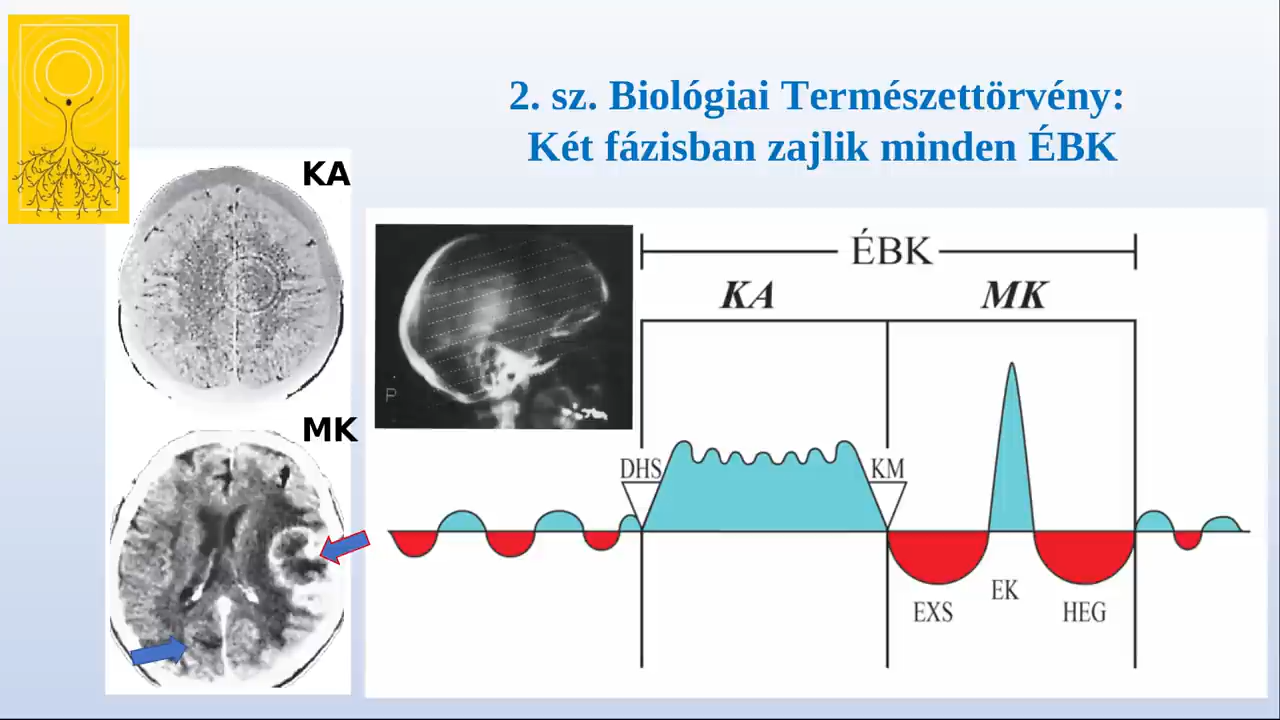 2. sz. Biológiai Természettörvény:
Két fázisban zajlik minden ÉBK
KA
MK
P
ÉBK
KA
MK
DHS
KM
EXS
EK
HEG